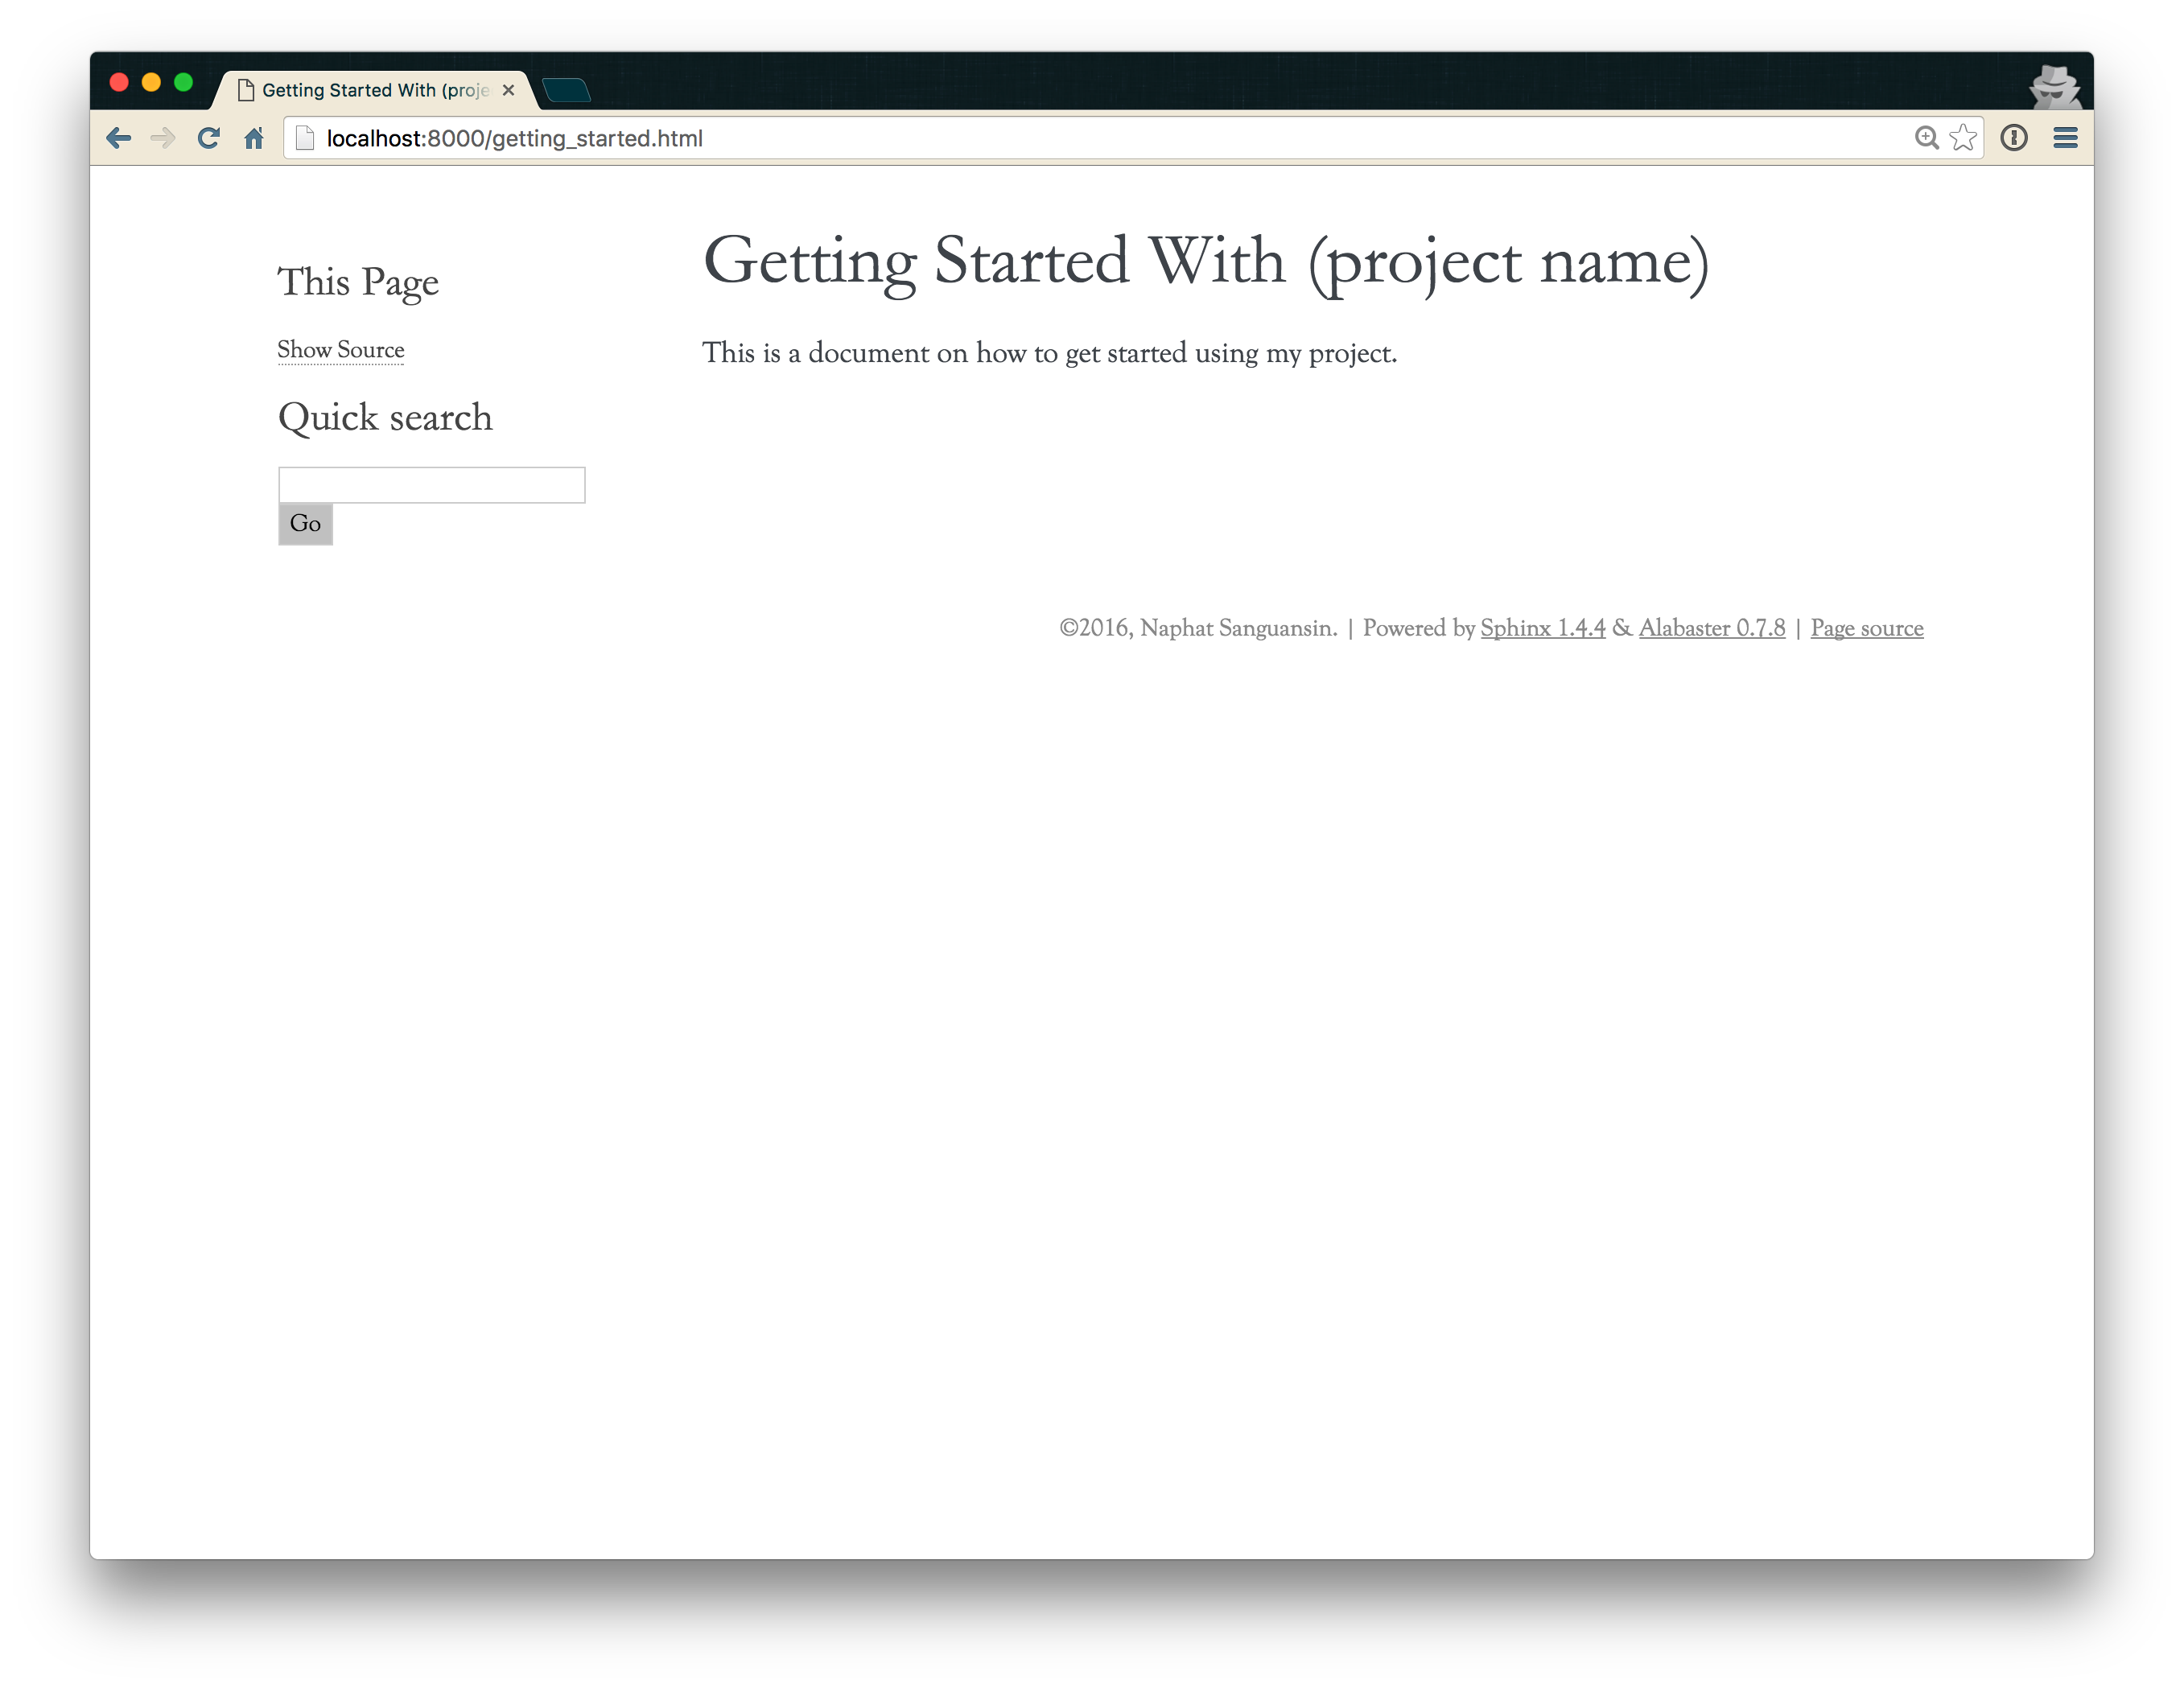 Getting Started With (proje
localhost:8000/getting_started.html
This Page
Show Source
Quick search
Go
Getting Started With (project name)
This is a document on how to get started using my project.
©2016, Naphat Sanguansin. | Powered by Sphinx 1.4.4 & Alabaster 0.7.8 | Page source